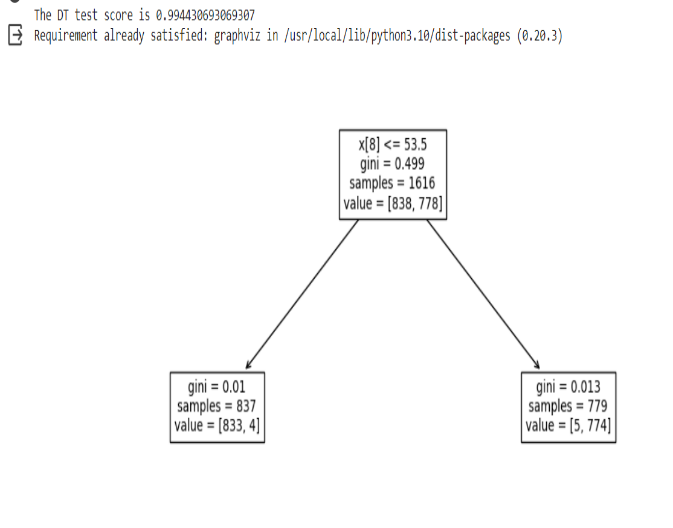 The DT test score is 0.994430693069307
Requirement already satisfied: graphviz in /usr/local/lib/python3.10/dist-packages (0.20.3)
x[8] <= 53.5
gini = 0.499
samples = 1616
value = [838, 778]
gini = 0.01
samples = 837
value = [833, 4]
gini = 0.013
samples = 779
value = [5, 774]